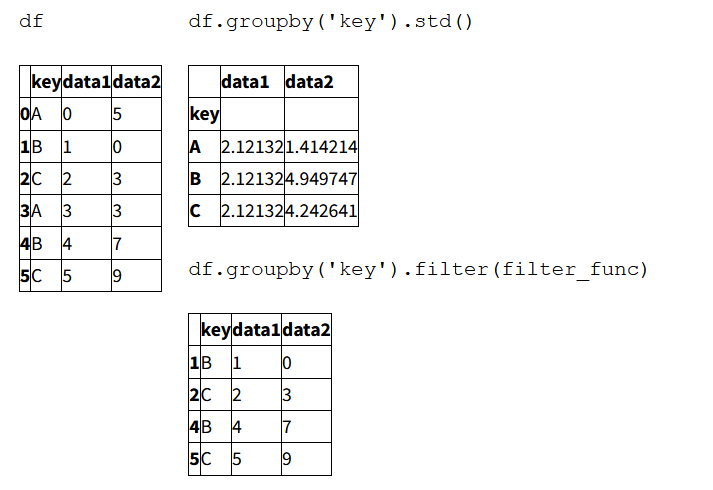 df
key data1 data2
0 A 0 5
1 B 1 0
2 C 2 3
3 A 3 3
4 B 4 7
5 C 5 9
df.groupby('key').std()
data1 data2
key
A 2.12132 1.414214
B 2.12132 4.949747
C 2.12132 4.242641
df.groupby('key').filter(filter_func)
key data1 data2
1 B 1 0
2 C 2 3
4 B 4 7
5 C 5 9